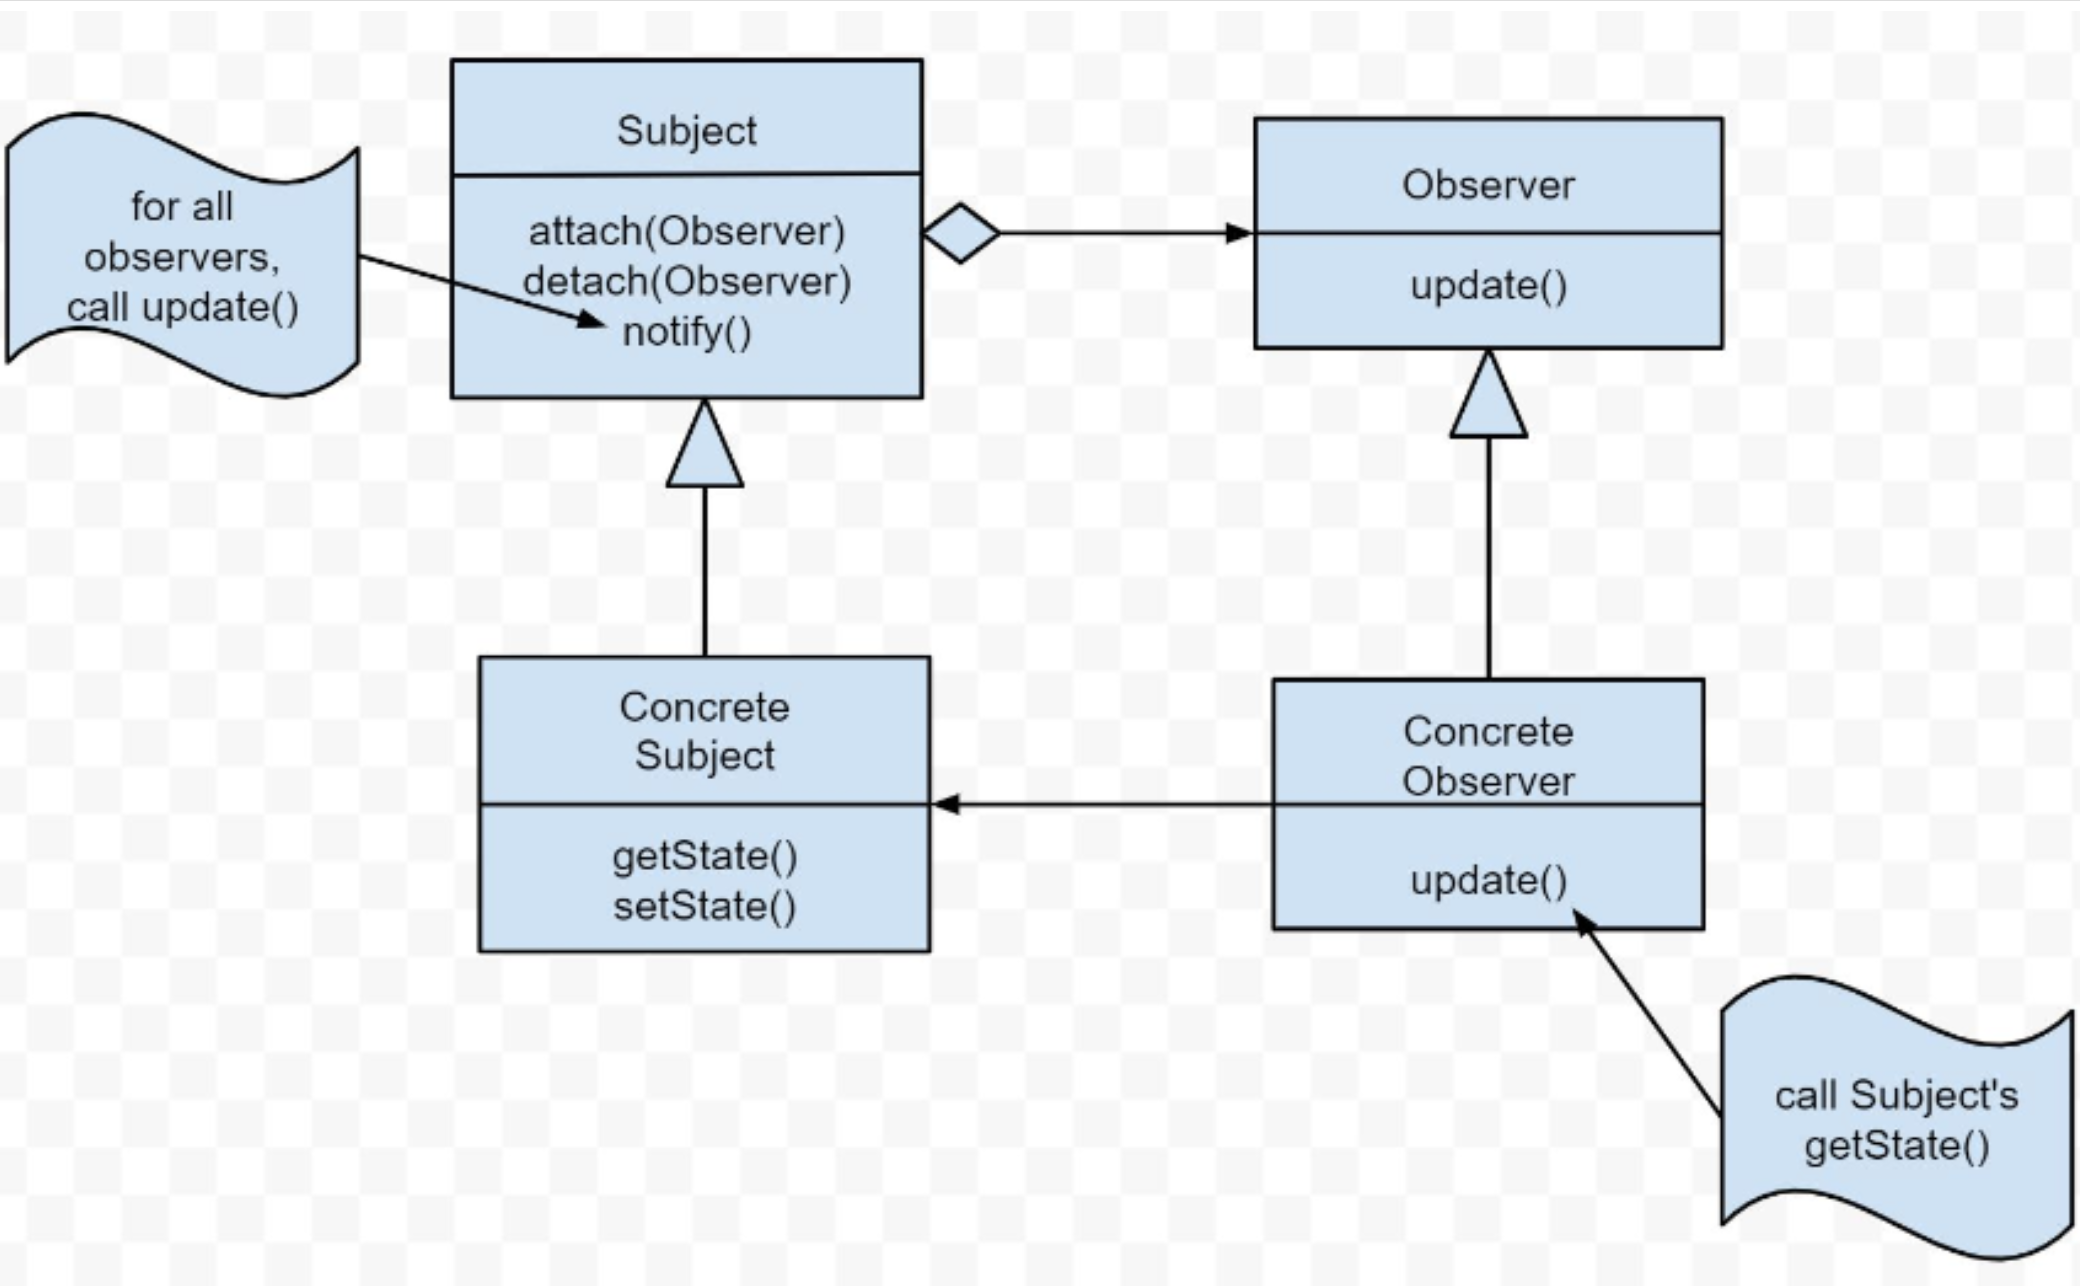 for all
observers,
call update()
Subject
attach(Observer)
detach(Observer)
notify()
Observer
update()
Concrete
Subject
getState()
setState()
Concrete
Observer
update()
call Subject's
getState()